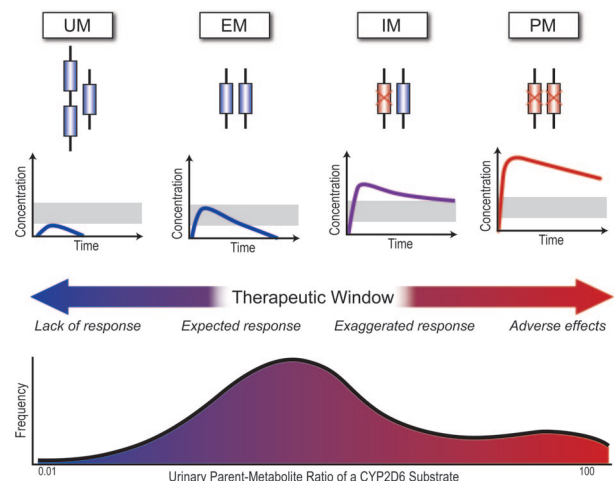 UM EM IM PM
Concentration Concentration Concentration Concentration
Time Time Time Time
Therapeutic Window
Lack of response Expected response Exaggerated response Adverse effects
Frequency
0.01 100
Urinary Parent-Metabolite Ratio of a CYP2D6 Substrate